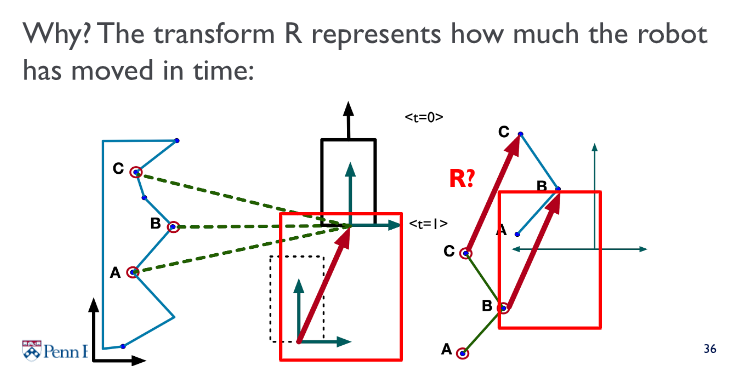 Why? The transform R represents how much the robot
has moved in time:
<t=0>
C
C
R?
B
B
<t=1>
A
C
A
B
A
Penn
36